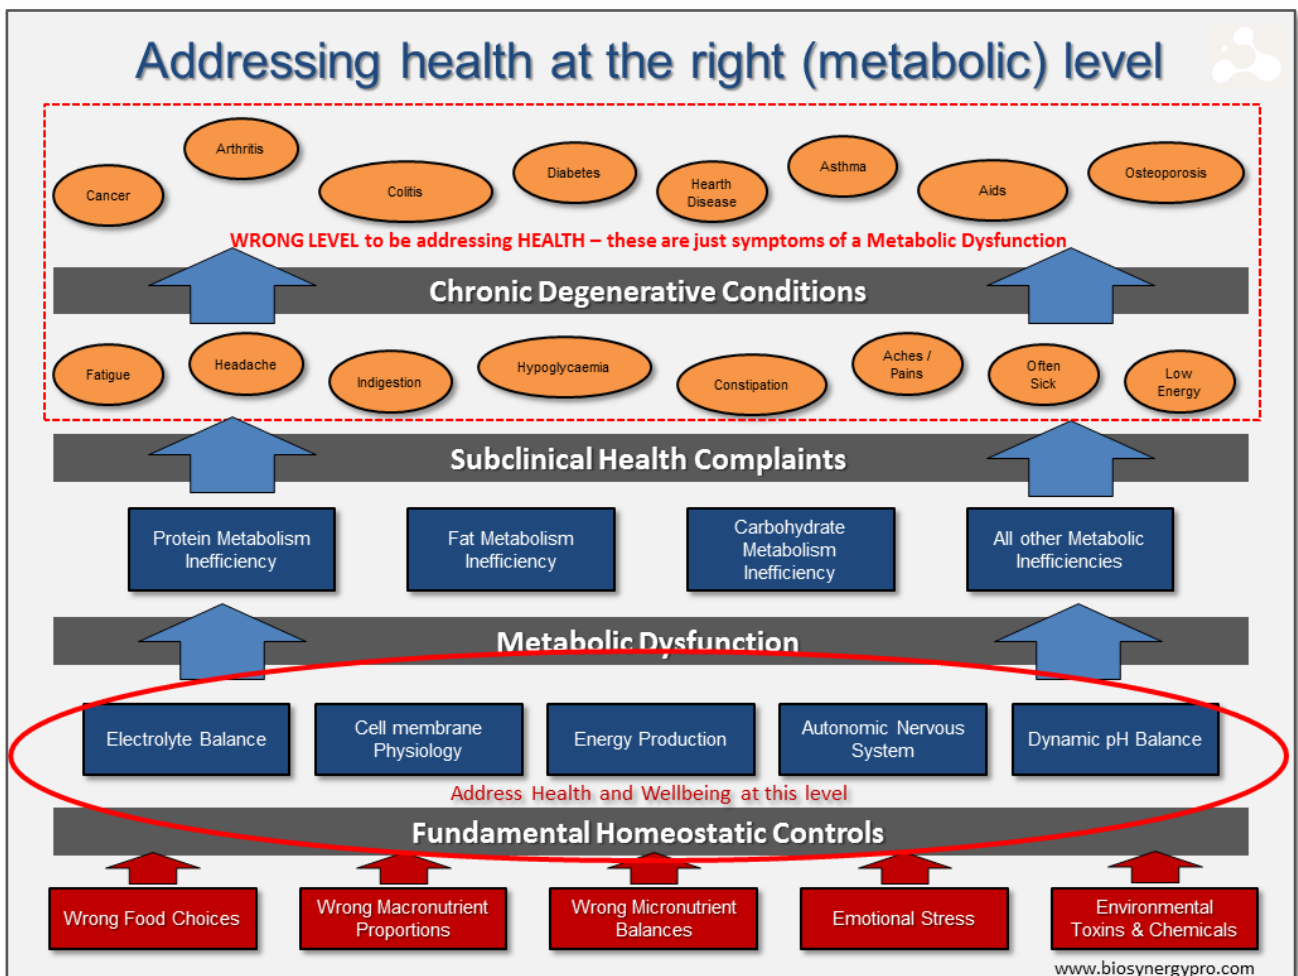 Addressing health at the right (metabolic) level
Cancer
Arthritis
Colitis
Diabetes
Hearth
Disease
Asthma
Aids
Osteoporosis
WRONG LEVEL to be addressing HEALTH – these are just symptoms of a Metabolic Dysfunction
Chronic Degenerative Conditions
Fatigue
Headache
Indigestion
Hypoglycaemia
Constipation
Aches /
Pains
Often
Sick
Low
Energy
Subclinical Health Complaints
Protein Metabolism
Inefficiency
Fat Metabolism
Inefficiency
Carbohydrate
Metabolism
Inefficiency
All other Metabolic
Inefficiencies
Metabolic Dysfunction
Electrolyte Balance
Cell membrane
Physiology
Energy Production
Autonomic Nervous
System
Dynamic pH Balance
Address Health and Wellbeing at this level
Fundamental Homeostatic Controls
Wrong Food Choices
Wrong Macronutrient
Proportions
Wrong Micronutrient
Balances
Emotional Stress
Environmental
Toxins & Chemicals
www.biosynergypro.com